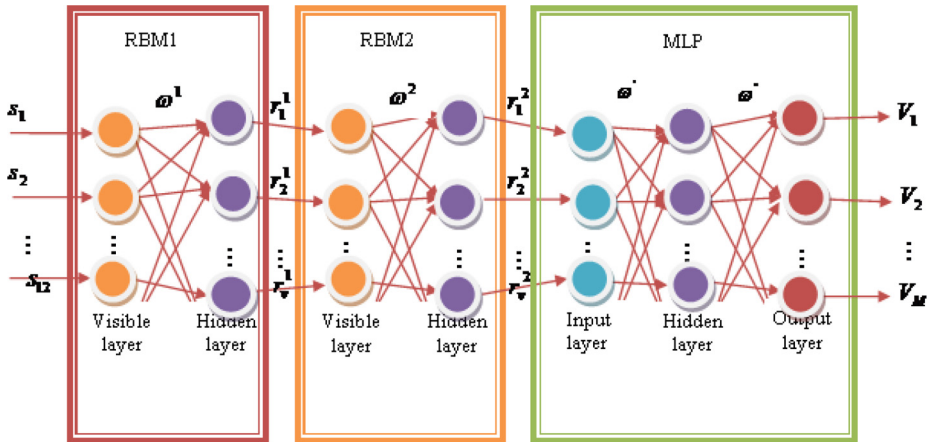 RBM1
RBM2
MLP
s₁
s₂
⋮
s₁₂
ω¹
r₁¹
r₂¹
⋮
rᵥ¹
ω²
r₁²
r₂²
⋮
rᵥ²
ω
ω
V₁
V₂
⋮
V_M
Visible layer
Hidden layer
Visible layer
Hidden layer
Input layer
Hidden layer
Output layer